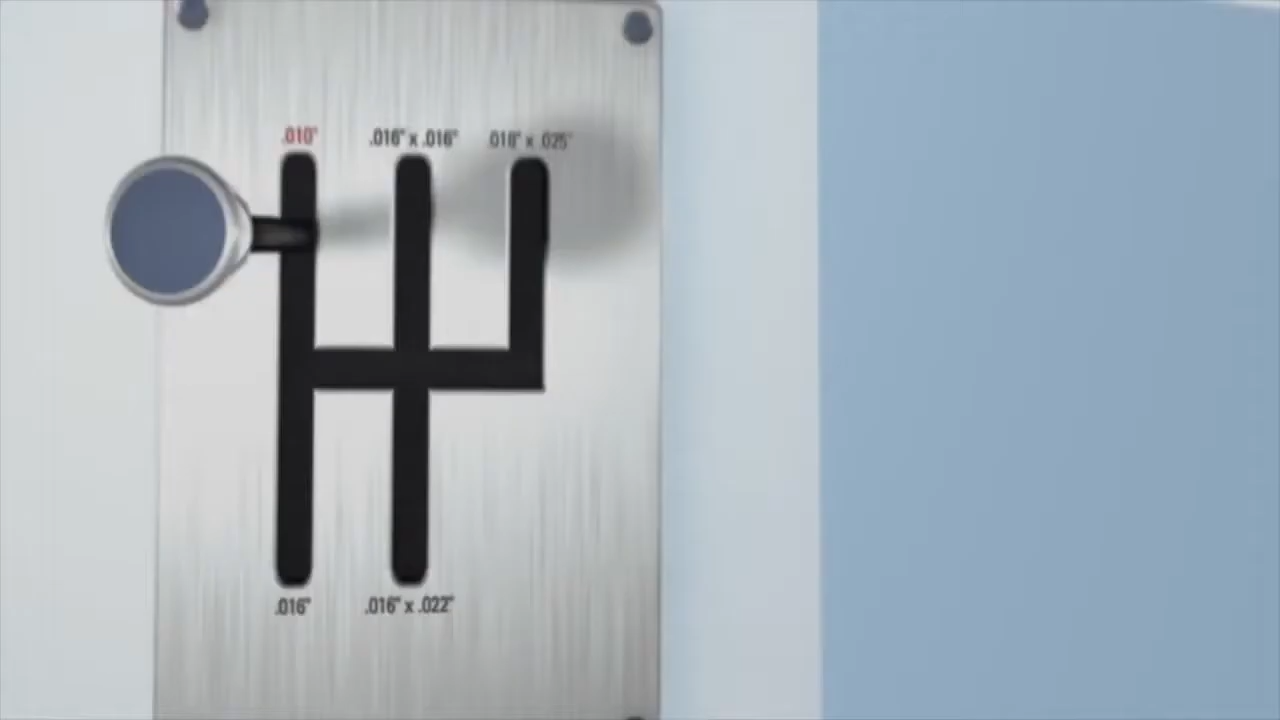 .010"
.016" x .016"
.018" x .025"
.016"
.016" x .022"